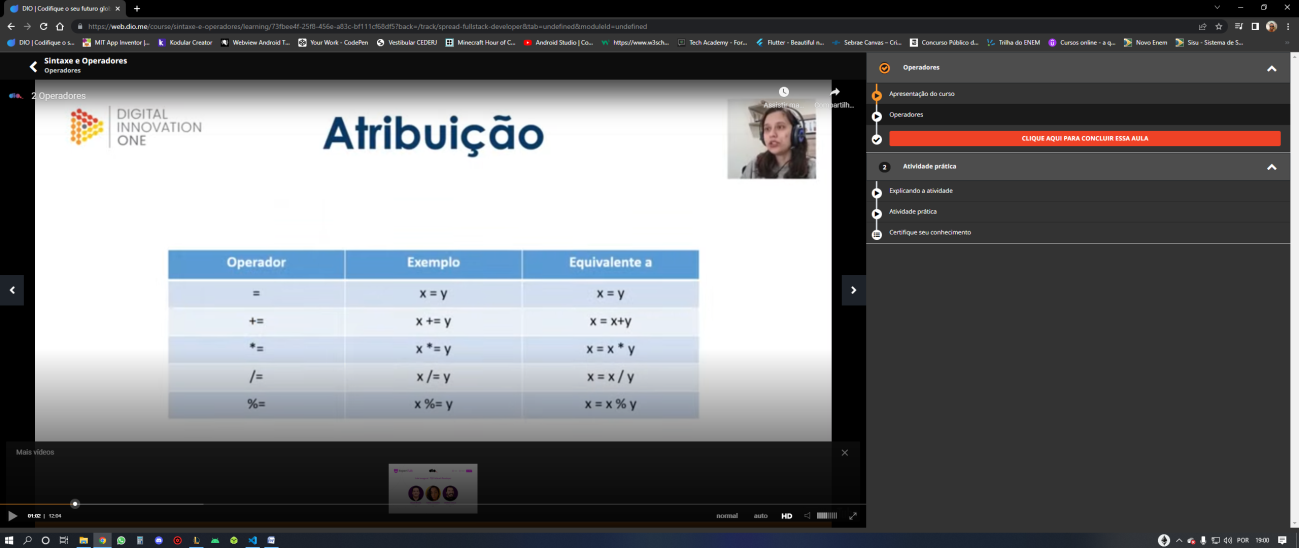 DIO | Codifique o seu futuro glob
https://web.dio.me/course/sintaxe-e-operadores/learning/73fbee4f-25f8-456e-a83c-bf111cf68df5?back=/track/spread-fullstack-developer&tab=undefined&moduleId=undefined
DIO | Codifique o s... MIT App Inventor |... Kodular Creator Webview Android T... Your Work - CodePen Vestibular CEDERJ Minecraft Hour of C... Android Studio | Co... https://www.w3sch... Tech Academy - For... Flutter - Beautiful n... Sebrae Canvas - Cri... Concurso Público d... Trilha do ENEM Cursos online - a q... Novo Enem Sisu - Sistema de S...
Sintaxe e Operadores
Operadores
2 Operadores
Assistir ma...
Compartilh...
DIGITAL
INNOVATION
ONE
Atribuição
Operador Exemplo Equivalente a
= x = y x = y
+= x += y x = x+y
*= x *= y x = x * y
/= x /= y x = x / y
%= x %= y x = x % y
Mais vídeos
01:02 | 12:04
normal auto HD
Operadores
Apresentação do curso
Operadores
CLIQUE AQUI PARA CONCLUIR ESSA AULA
2 Atividade prática
Explicando a atividade
Atividade prática
Certifique seu conhecimento
POR 19:00